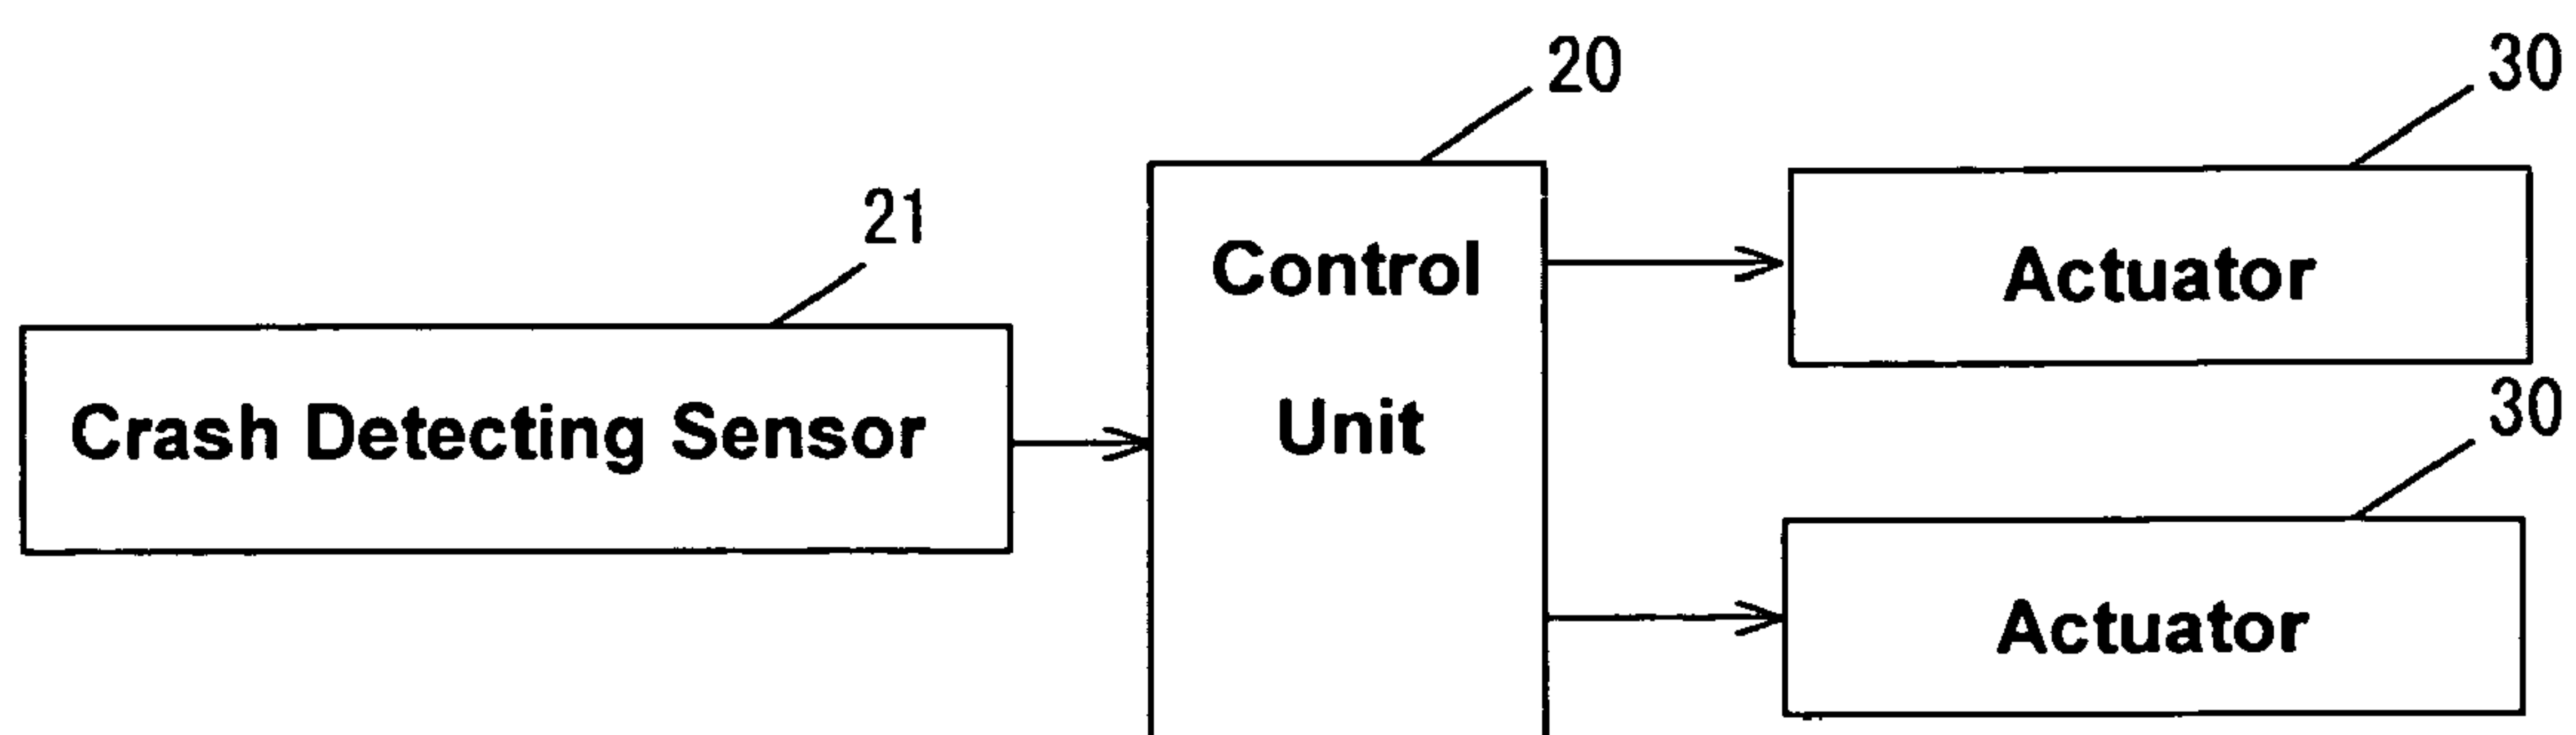 20
30
21
Control
Unit
Actuator
Crash Detecting Sensor
30
Actuator